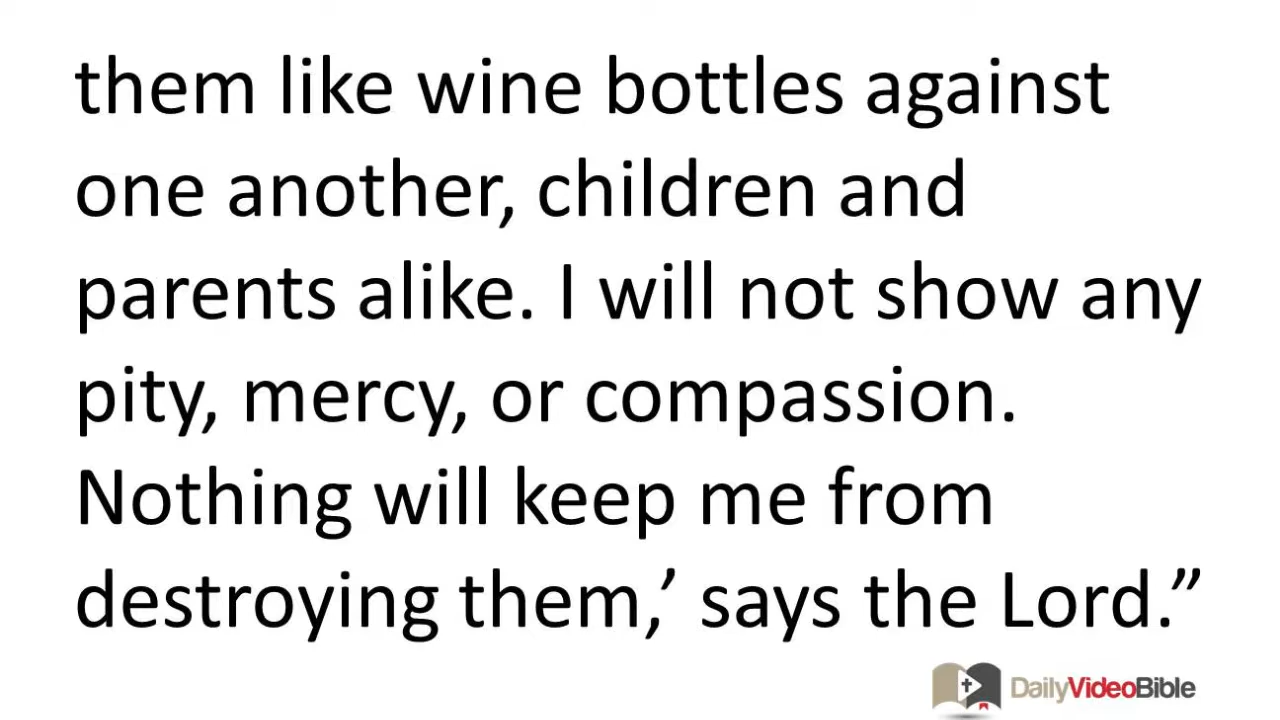 them like wine bottles against
one another, children and
parents alike. I will not show any
pity, mercy, or compassion.
Nothing will keep me from
destroying them,’ says the Lord.”
DailyVideoBible